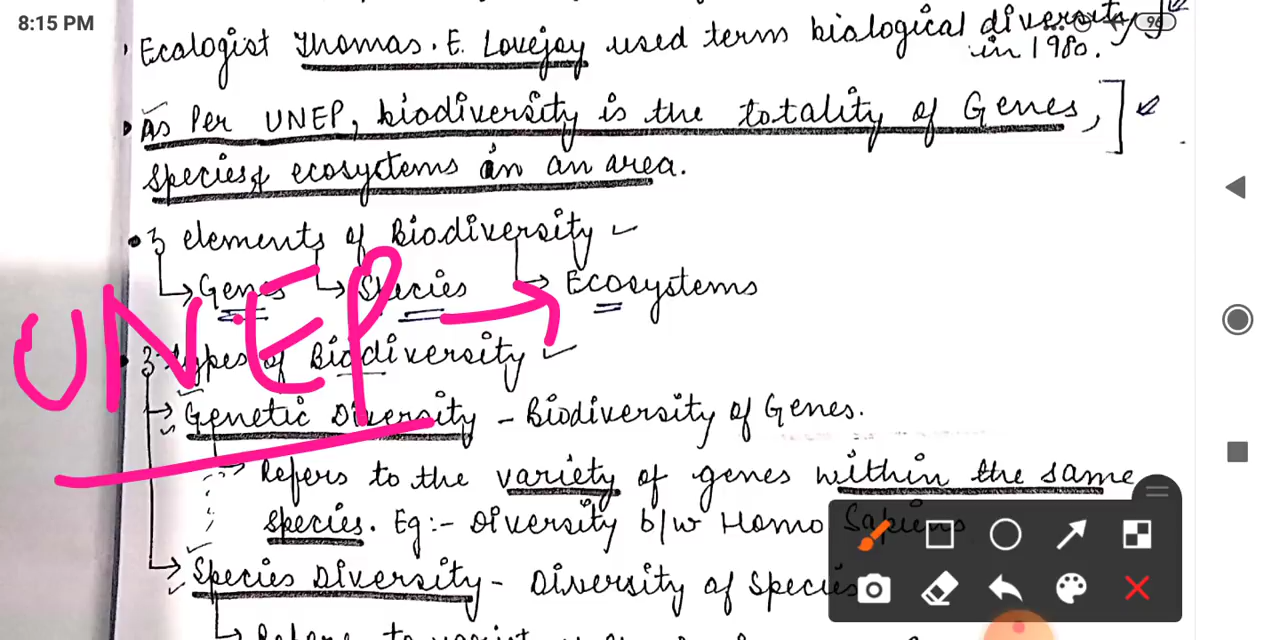 8:15 PM
96
Ecalogist Thomas. E. Lovejoy used term biological diversity
in 1980.
As Per UNEP, biodiversity is the totality of Genes,
species & ecosystems in an area.
3 elements of Biodiversity
Genes Species Ecosystems
UNEP
3 types of Biodiversity
Genetic Diversity - Biodiversity of Genes.
Refers to the variety of genes within the same
species. Eg :- Diversity b/w Homo Sapiens
Species Diversity - Diversity of Species